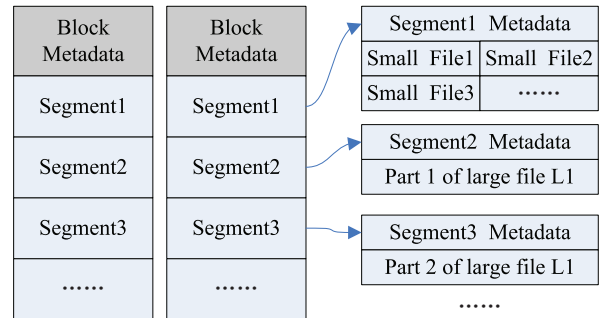 Block
Metadata
Segment1
Segment2
Segment3
······
Block
Metadata
Segment1
Segment2
Segment3
······
Segment1 Metadata
Small File1 Small File2
Small File3 ······
Segment2 Metadata
Part 1 of large file L1
Segment3 Metadata
Part 2 of large file L1
······